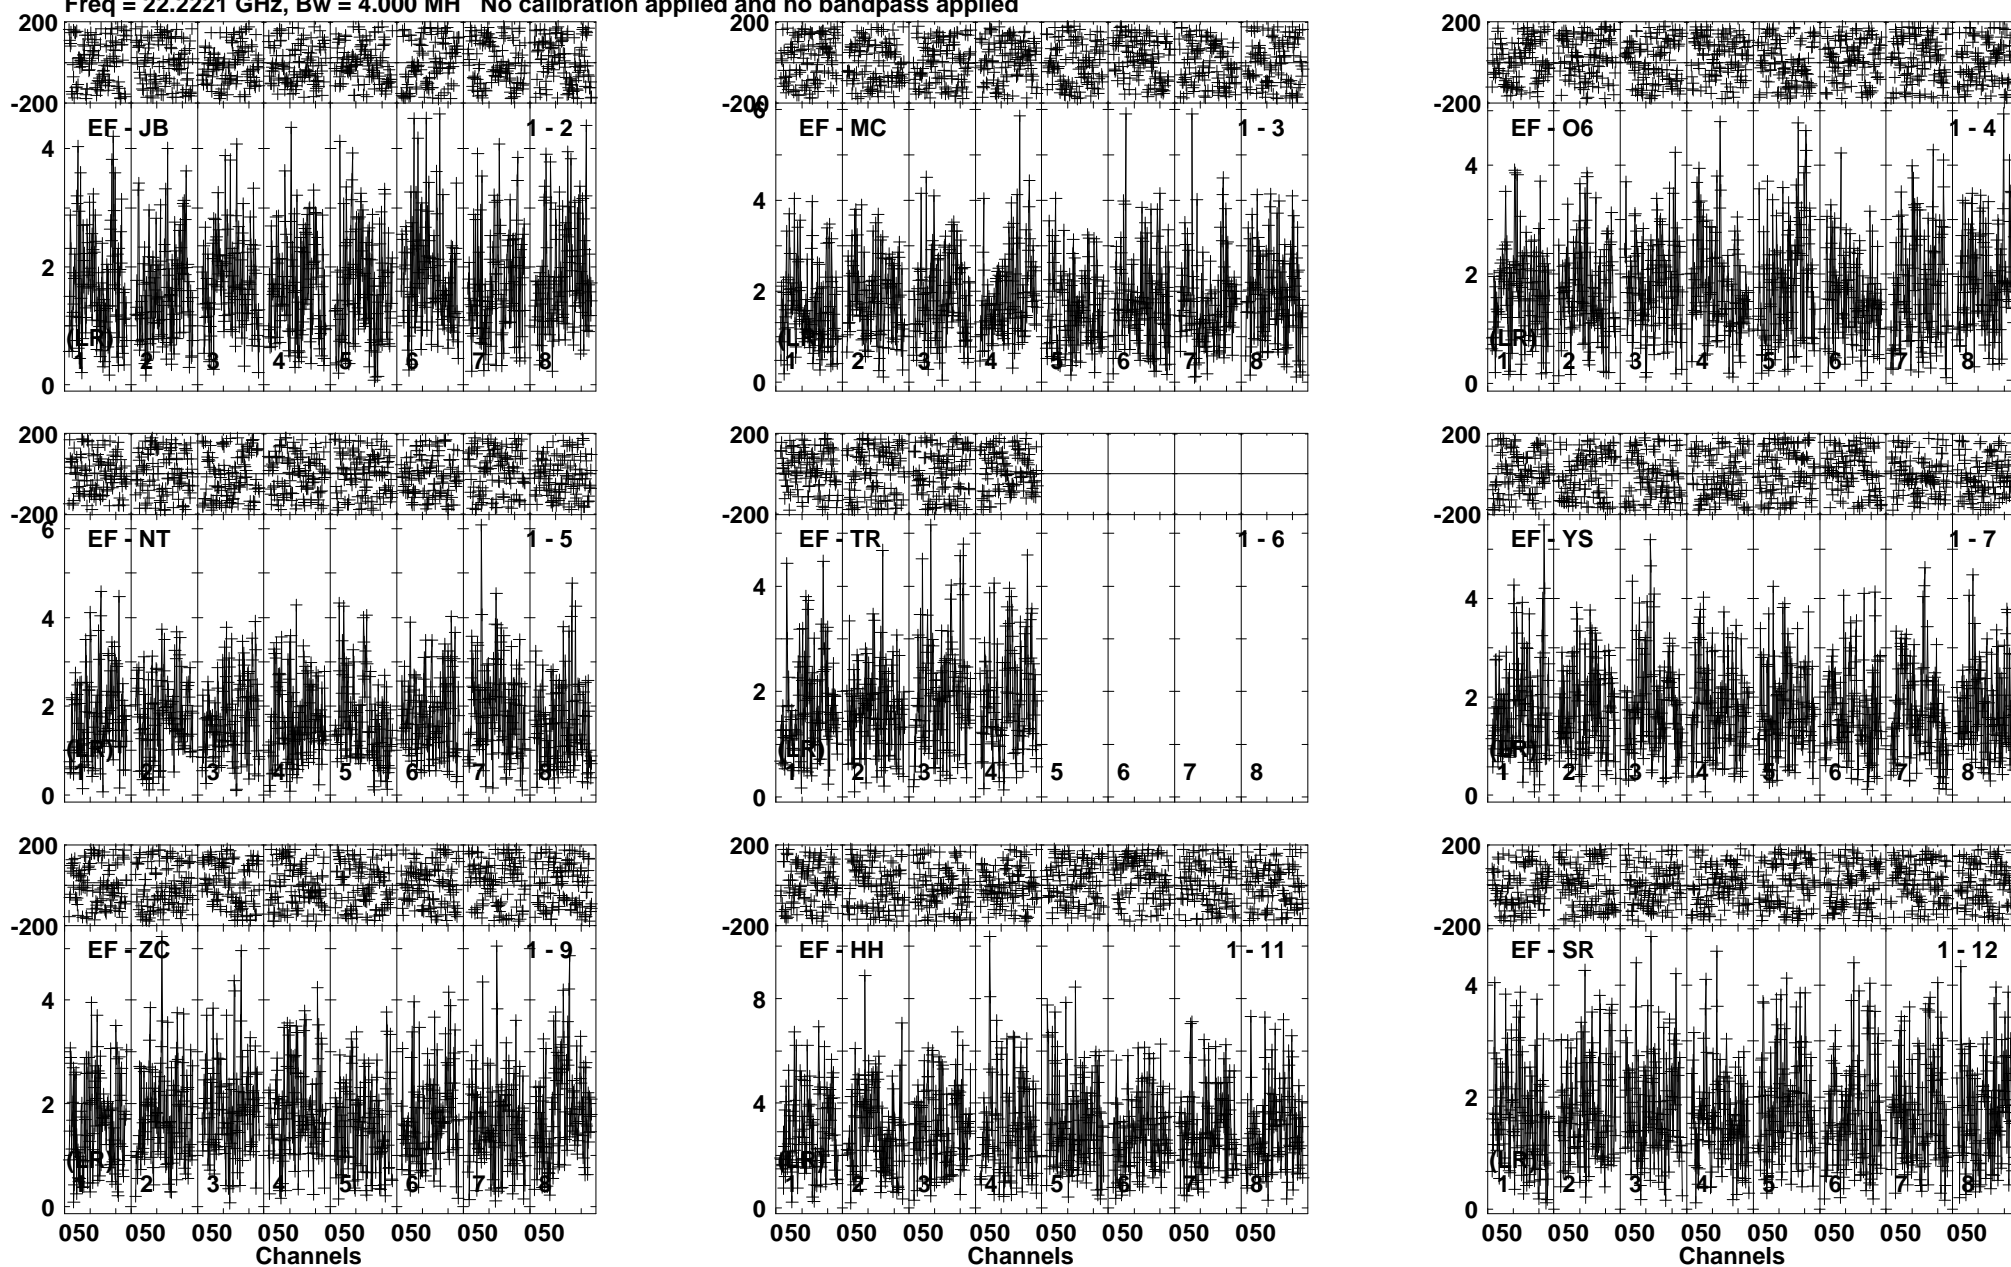 Freq = 22.2221 GHz, Bw = 4.000 MH No calibration applied and no bandpass applied
200 200 200
-200 -200 -200
6
EF - JB 1 - 2 EF - MC 1 - 3 EF - O6 1 - 4
4 4 4
2 2 2
(LR) (LR) (LR)
1 2 3 4 5 6 7 8 1 2 3 4 5 6 7 8 1 2 3 4 5 6 7 8
0 0 0
200 200 200
-200 -200 -200
6
EF - NT 1 - 5 EF - TR 1 - 6 EF - YS 1 - 7
4 4 4
2 2 2
(LR) (LR) (LR)
1 2 3 4 5 6 7 8 1 2 3 4 5 6 7 8 1 2 3 4 5 6 7 8
0 0 0
200 200 200
-200 -200 -200
EF - ZC 1 - 9 EF - HH 1 - 11 EF - SR 1 - 12
4 8 4
2 4 2
(LR) (LR) (LR)
1 2 3 4 5 6 7 8 1 2 3 4 5 6 7 8 1 2 3 4 5 6 7 8
0 0 0
050 050 050 050 050 050 050 050 050 050 050 050 050 050 050 050 050 050 050 050 050 050 050 050
Channels Channels Channels